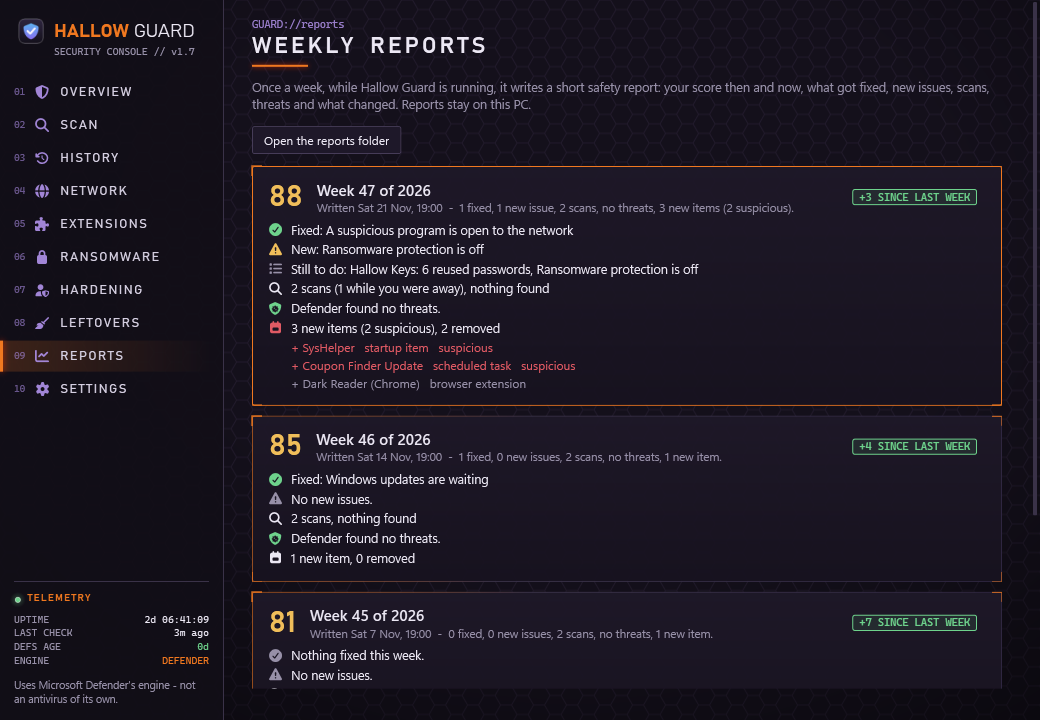 HALLOW GUARD
SECURITY CONSOLE // v1.7
01 OVERVIEW
02 SCAN
03 HISTORY
04 NETWORK
05 EXTENSIONS
06 RANSOMWARE
07 HARDENING
08 LEFTOVERS
09 REPORTS
10 SETTINGS
TELEMETRY
UPTIME 2d 06:41:09
LAST CHECK 3m ago
DEFS AGE 0d
ENGINE DEFENDER
Uses Microsoft Defender's engine - not
an antivirus of its own.
GUARD://reports
WEEKLY REPORTS
Once a week, while Hallow Guard is running, it writes a short safety report: your score then and now, what got fixed, new issues, scans,
threats and what changed. Reports stay on this PC.
Open the reports folder
88 Week 47 of 2026
+3 SINCE LAST WEEK
Written Sat 21 Nov, 19:00 - 1 fixed, 1 new issue, 2 scans, no threats, 3 new items (2 suspicious).
Fixed: A suspicious program is open to the network
New: Ransomware protection is off
Still to do: Hallow Keys: 6 reused passwords, Ransomware protection is off
2 scans (1 while you were away), nothing found
Defender found no threats.
3 new items (2 suspicious), 2 removed
+ SysHelper startup item suspicious
+ Coupon Finder Update scheduled task suspicious
+ Dark Reader (Chrome) browser extension
85 Week 46 of 2026
+4 SINCE LAST WEEK
Written Sat 14 Nov, 19:00 - 1 fixed, 0 new issues, 2 scans, no threats, 1 new item.
Fixed: Windows updates are waiting
No new issues.
2 scans, nothing found
Defender found no threats.
1 new item, 0 removed
81 Week 45 of 2026
+7 SINCE LAST WEEK
Written Sat 7 Nov, 19:00 - 0 fixed, 0 new issues, 2 scans, no threats, 1 new item.
Nothing fixed this week.
No new issues.